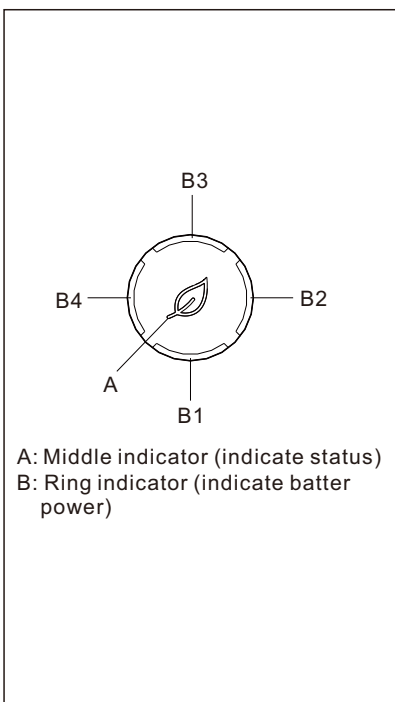 B3
B4
B2
A
B1
A: Middle indicator (indicate status)
B: Ring indicator (indicate batter
power)